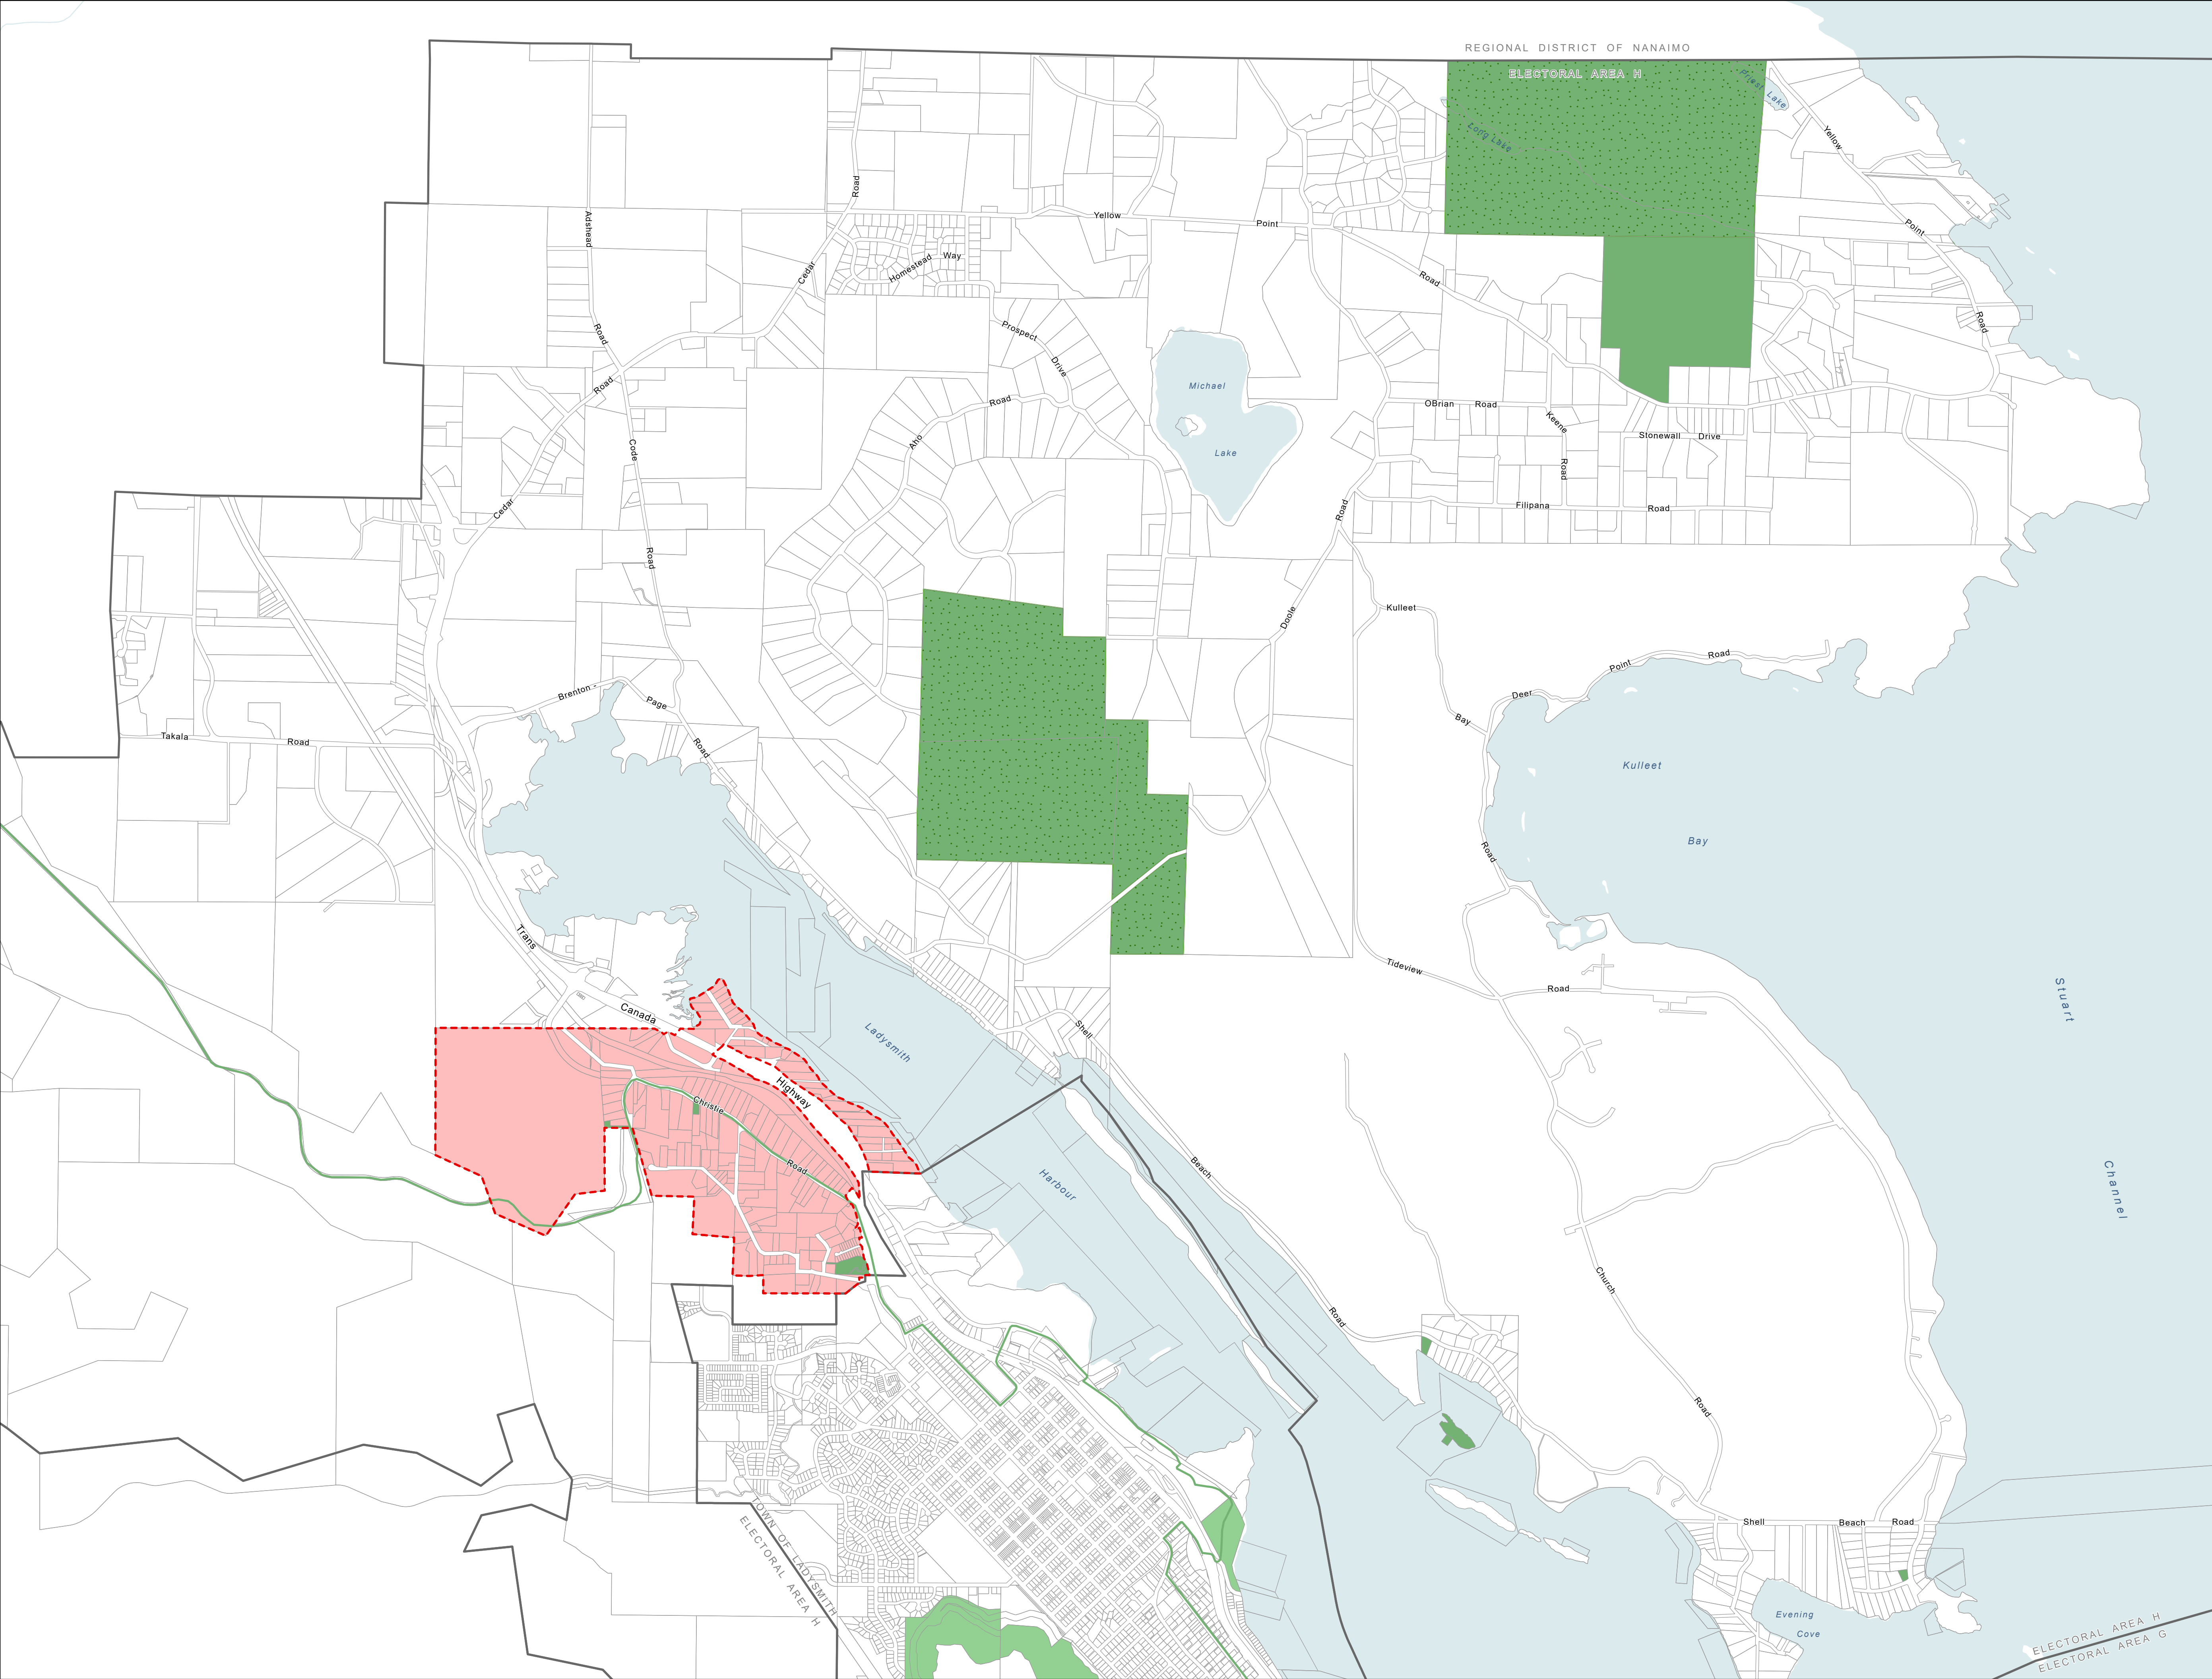 REGIONAL DISTRICT OF NANAIMO
ELECTORAL AREA H
Priest Lake
Long Lake
Yellow
Point
Road
Road
Adshead
Road
Yellow
Point
Road
Cedar
Homestead Way
Prospect
Drive
Road
Aho
Road
Cedar
Code
Road
Michael
Lake
OBrian Road
Keene
Road
Stonewall Drive
Filipana Road
Road
Doole
Kulleet
Bay
Road
Deer
Point
Road
Brenton -
Page
Road
Takala Road
Kulleet
Bay
Trans
Canada
Highway
Tideview
Road
Stuart
Channel
Ladysmith
Harbour
Shell
Beach
Road
Christie
Road
Church
Road
TOWN OF LADYSMITH
ELECTORAL AREA H
Shell Beach Road
Evening
Cove
ELECTORAL AREA H
ELECTORAL AREA G